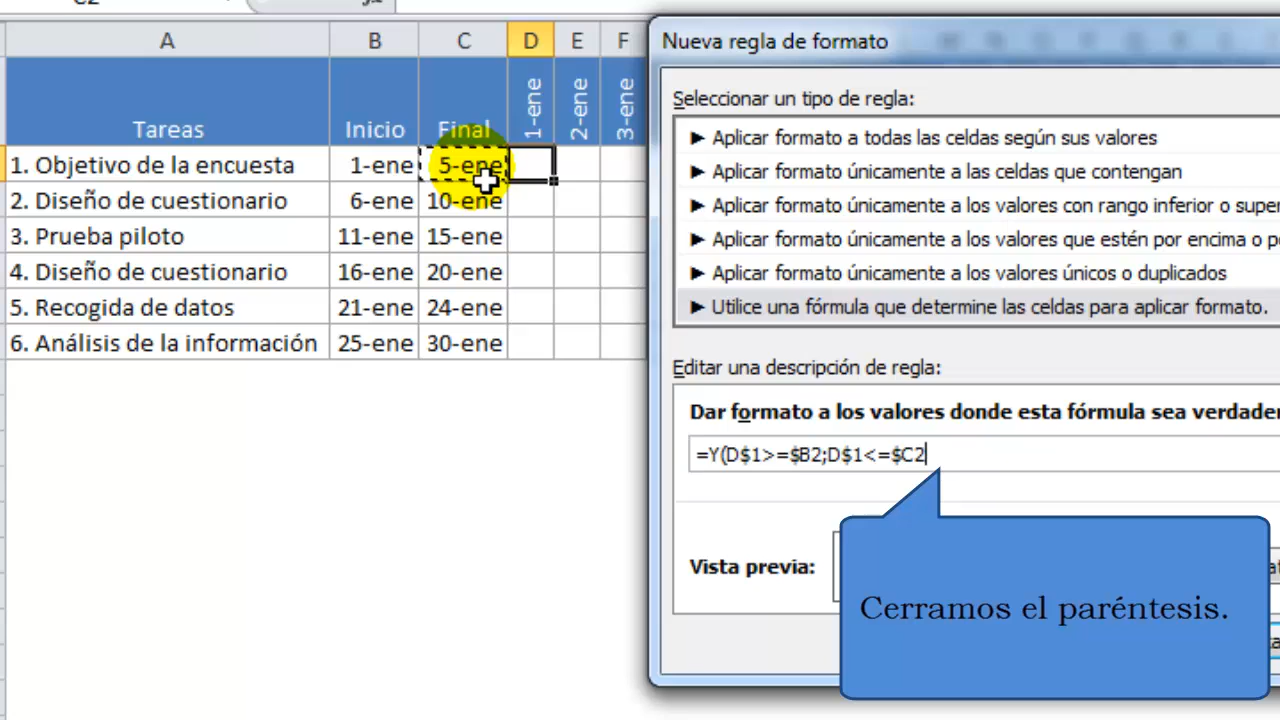 A B C D E F
Tareas Inicio Final 1-ene 2-ene 3-ene
1. Objetivo de la encuesta 1-ene 5-ene
2. Diseño de cuestionario 6-ene 10-ene
3. Prueba piloto 11-ene 15-ene
4. Diseño de cuestionario 16-ene 20-ene
5. Recogida de datos 21-ene 24-ene
6. Análisis de la información 25-ene 30-ene
Nueva regla de formato
Seleccionar un tipo de regla:
► Aplicar formato a todas las celdas según sus valores
► Aplicar formato únicamente a las celdas que contengan
► Aplicar formato únicamente a los valores con rango inferior o super
► Aplicar formato únicamente a los valores que estén por encima o p
► Aplicar formato únicamente a los valores únicos o duplicados
► Utilice una fórmula que determine las celdas para aplicar formato.
Editar una descripción de regla:
Dar formato a los valores donde esta fórmula sea verdader
=Y(D$1>=$B2;D$1<=$C2
Vista previa:
Cerramos el paréntesis.